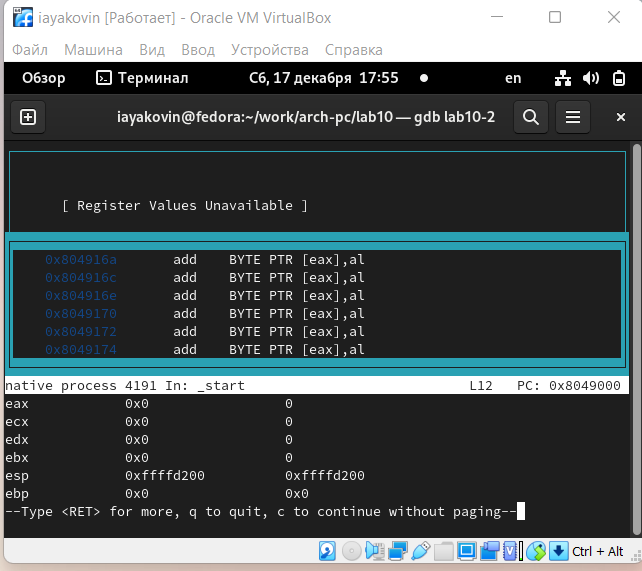 iayakovin [Работает] - Oracle VM VirtualBox
Файл Машина Вид Ввод Устройства Справка
Обзор Терминал Сб, 17 декабря 17:55 en
iayakovin@fedora:~/work/arch-pc/lab10 — gdb lab10-2
[ Register Values Unavailable ]
0x804916a add BYTE PTR [eax],al
0x804916c add BYTE PTR [eax],al
0x804916e add BYTE PTR [eax],al
0x8049170 add BYTE PTR [eax],al
0x8049172 add BYTE PTR [eax],al
0x8049174 add BYTE PTR [eax],al
native process 4191 In: _start L12 PC: 0x8049000
eax 0x0 0
ecx 0x0 0
edx 0x0 0
ebx 0x0 0
esp 0xffffd200 0xffffd200
ebp 0x0 0x0
--Type <RET> for more, q to quit, c to continue without paging--
Ctrl + Alt